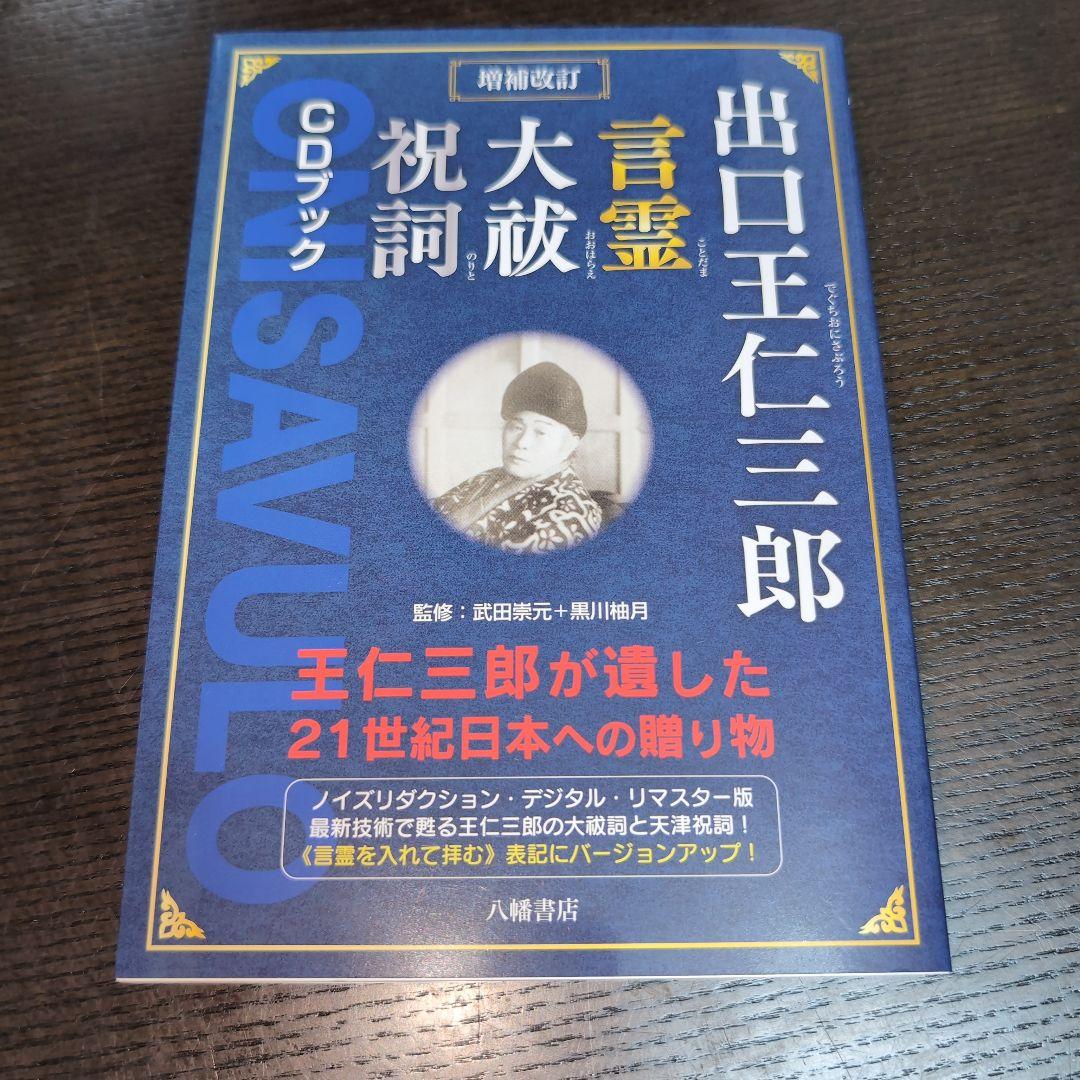 増補改訂
出口王仁三郎
でぐちおにさぶろう
言霊
ことだま
大祓
おおはらえ
祝詞
のりと
CDブック
ONISAVULO
監修：武田崇元＋黒川柚月
王仁三郎が遺した
21世紀日本への贈り物
ノイズリダクション・デジタル・リマスター版
最新技術で甦る王仁三郎の大祓詞と天津祝詞！
《言霊を入れて拝む》表記にバージョンアップ！
八幡書店